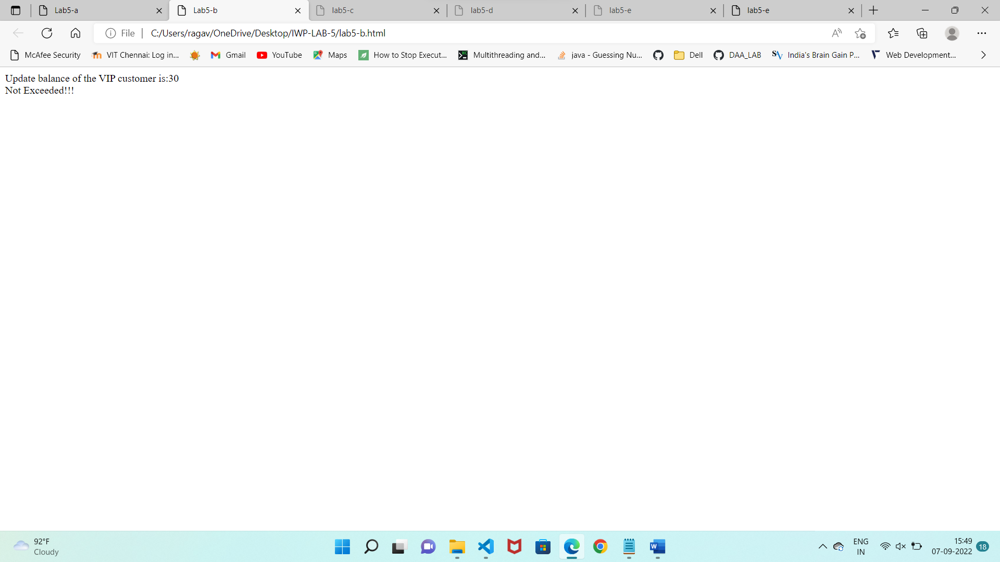 Lab5-a
Lab5-b
lab5-c
lab5-d
lab5-e
lab5-e
File
C:/Users/ragav/OneDrive/Desktop/IWP-LAB-5/lab5-b.html
McAfee Security
VIT Chennai: Log in...
Gmail
YouTube
Maps
How to Stop Execut...
Multithreading and...
java - Guessing Nu...
Dell
DAA_LAB
India's Brain Gain P...
Web Development...
Update balance of the VIP customer is:30
Not Exceeded!!!
92°F
Cloudy
ENG
IN
15:49
07-09-2022
18